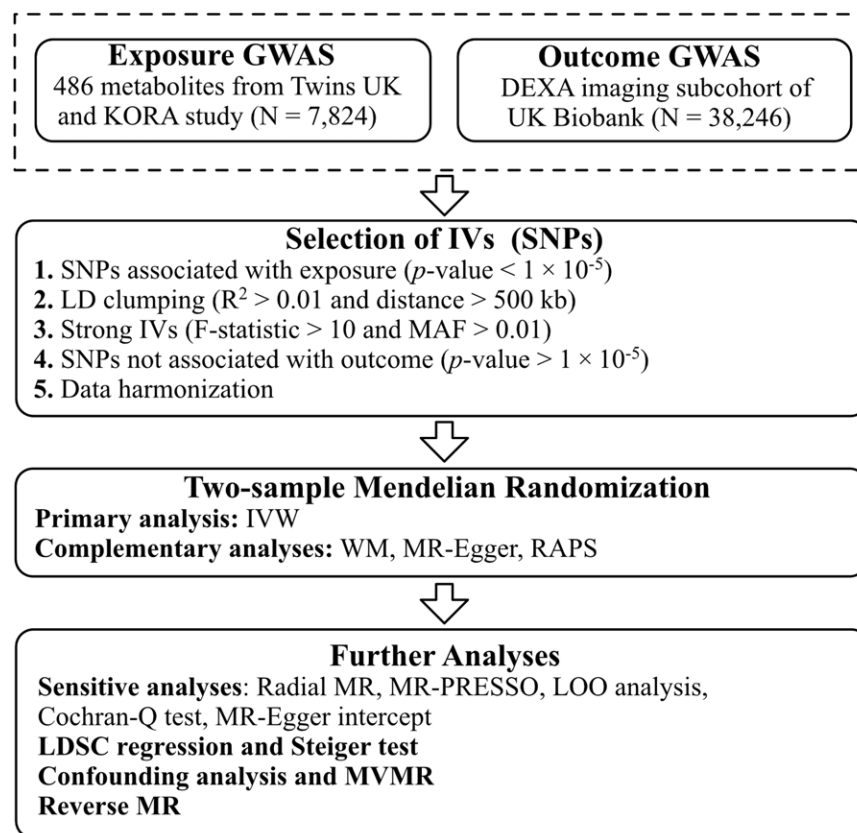 Exposure GWAS
486 metabolites from Twins UK
and KORA study (N = 7,824)
Outcome GWAS
DEXA imaging subcohort of
UK Biobank (N = 38,246)
Selection of IVs (SNPs)
1. SNPs associated with exposure (p-value < 1 × 10⁻⁵)
2. LD clumping (R² > 0.01 and distance > 500 kb)
3. Strong IVs (F-statistic > 10 and MAF > 0.01)
4. SNPs not associated with outcome (p-value > 1 × 10⁻⁵)
5. Data harmonization
Two-sample Mendelian Randomization
Primary analysis: IVW
Complementary analyses: WM, MR-Egger, RAPS
Further Analyses
Sensitive analyses: Radial MR, MR-PRESSO, LOO analysis,
Cochran-Q test, MR-Egger intercept
LDSC regression and Steiger test
Confounding analysis and MVMR
Reverse MR